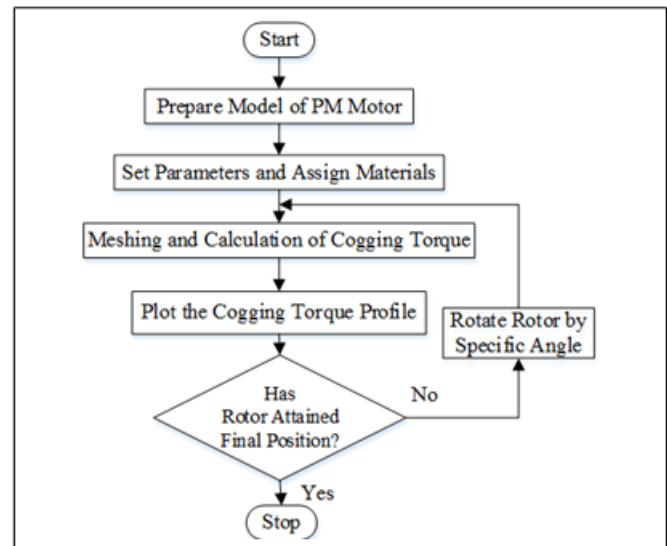 Start
Prepare Model of PM Motor
Set Parameters and Assign Materials
Meshing and Calculation of Cogging Torque
Plot the Cogging Torque Profile
Rotate Rotor by
Specific Angle
Has
Rotor Attained
Final Position?
No
Yes
Stop